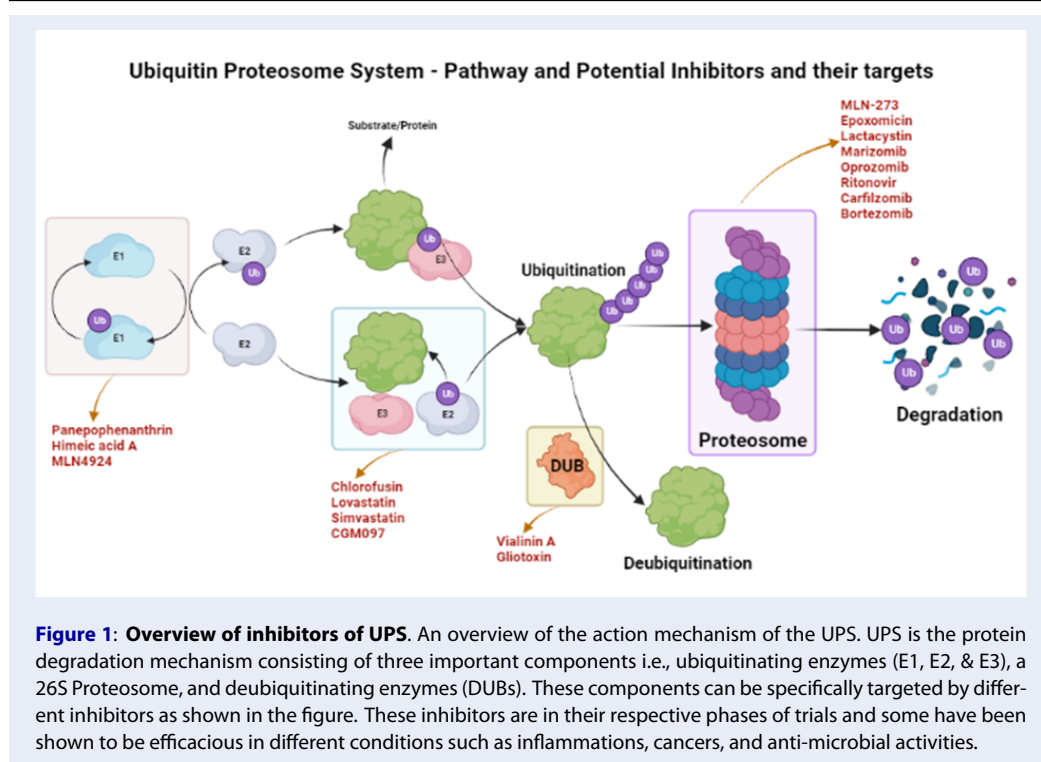 Ubiquitin Proteosome System - Pathway and Potential Inhibitors and their targets
Substrate/Protein
MLN-273
Epoxomicin
Lactacystin
Marizomib
Oprozomib
Ritonovir
Carfilzomib
Bortezomib
E1
Ub
E1
E2
Ub
E2
Ub
E3
E3
Ub
E2
Ubiquitination
Ub
Ub
Ub
Ub
Ub
Proteosome
Ub
Ub
Ub
Ub
Ub
Degradation
Panepophenanthrin
Himeic acid A
MLN4924
Chlorofusin
Lovastatin
Simvastatin
CGM097
DUB
Vialinin A
Gliotoxin
Deubiquitination
Figure 1: Overview of inhibitors of UPS. An overview of the action mechanism of the UPS. UPS is the protein
degradation mechanism consisting of three important components i.e., ubiquitinating enzymes (E1, E2, & E3), a
26S Proteosome, and deubiquitinating enzymes (DUBs). These components can be specifically targeted by differ-
ent inhibitors as shown in the figure. These inhibitors are in their respective phases of trials and some have been
shown to be efficacious in different conditions such as inflammations, cancers, and anti-microbial activities.